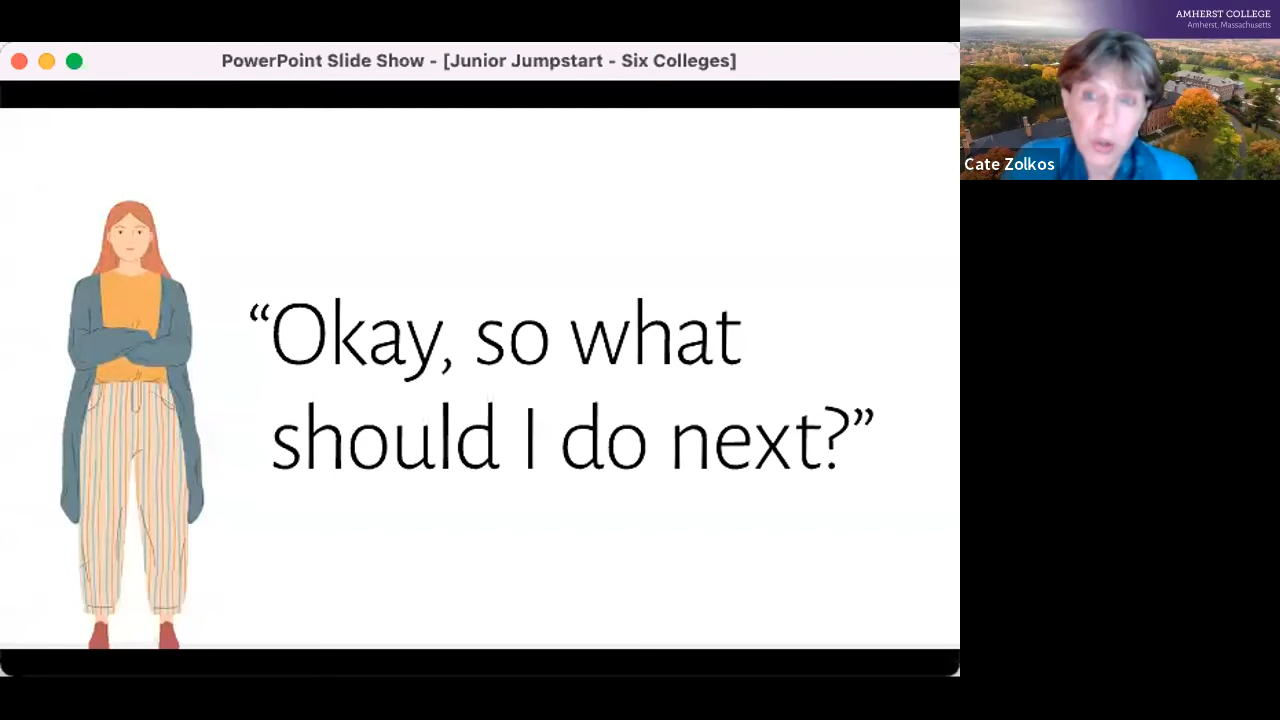 PowerPoint Slide Show - [Junior Jumpstart - Six Colleges]
AMHERST COLLEGE
Amherst, Massachusetts
Cate Zolkos
“Okay, so what
should I do next?”